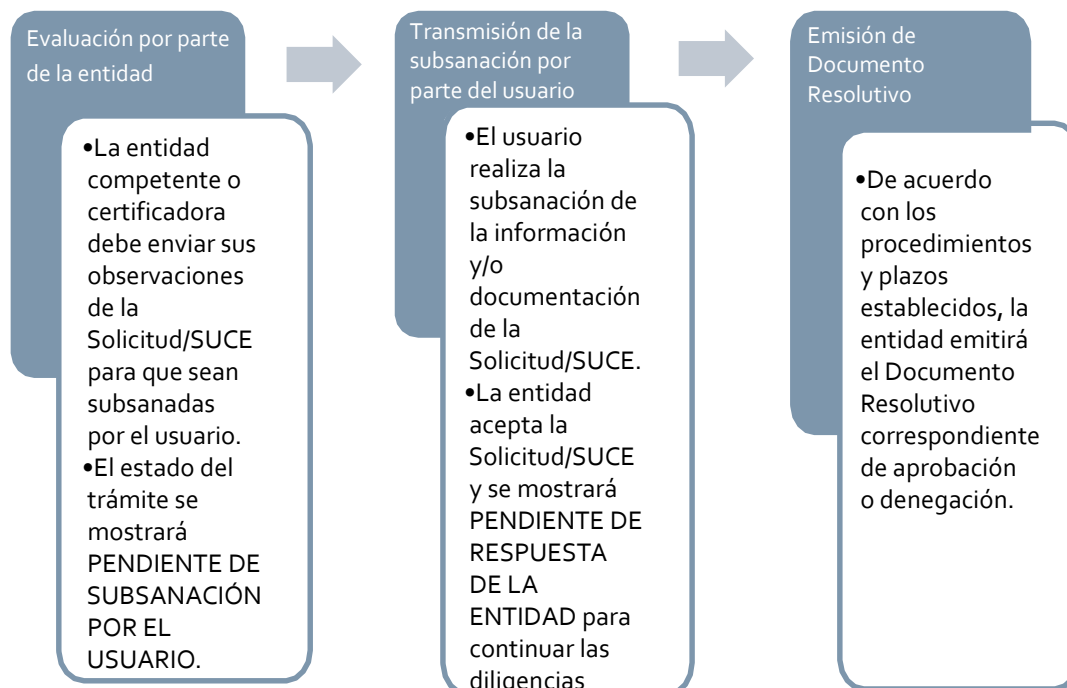 Evaluación por parte
de la entidad
•La entidad
competente o
certificadora
debe enviar sus
observaciones
de la
Solicitud/SUCE
para que sean
subsanadas
por el usuario.
•El estado del
trámite se
mostrará
PENDIENTE DE
SUBSANACIÓN
POR EL
USUARIO.
Transmisión de la
subsanación por
parte del usuario
•El usuario
realiza la
subsanación de
la información
y/o
documentación
de la
Solicitud/SUCE.
•La entidad
acepta la
Solicitud/SUCE
y se mostrará
PENDIENTE DE
RESPUESTA
DE LA
ENTIDAD para
continuar las
diligencias
Emisión de
Documento
Resolutivo
•De acuerdo
con los
procedimientos
y plazos
establecidos, la
entidad emitirá
el Documento
Resolutivo
correspondiente
de aprobación
o denegación.